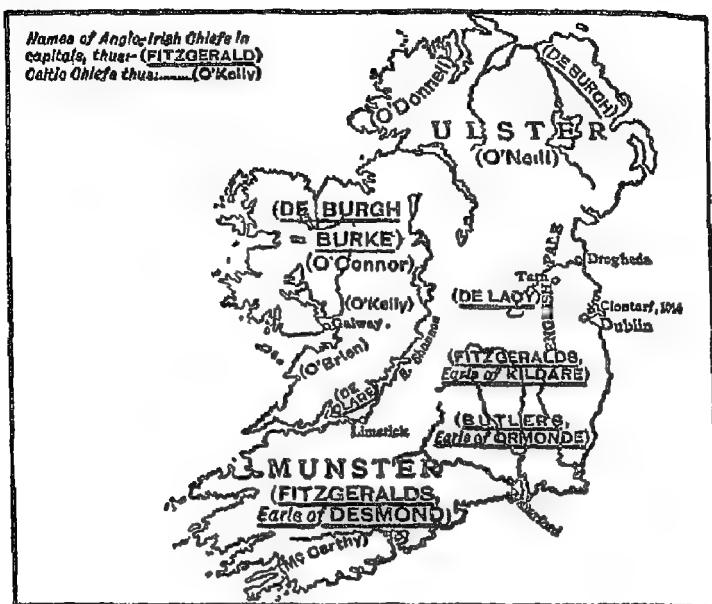 Names of Anglo-Irish Chiefs in
capitals, thus:- (FITZGERALD)
Celtic Chiefs thus:...... (O'Kelly)
(DE BURGH)
O'Donnell)
ULSTER
(O'Neill)
(DE BURGH
= BURKE)
(O'Connor)
ENGLISH PALE
Drogheda
Tara
(O'Kelly)
(DE LACY)
Clontarf, 1014
Dublin
Galway
(O'Brien)
R. Shannon
(FITZGERALDS,
Earls of KILDARE)
(DE
CLARE)
(BUTLERS,
Earls of ORMONDE)
Limerick
MUNSTER
(FITZGERALDS,
Earls of DESMOND)
(McCarthy)